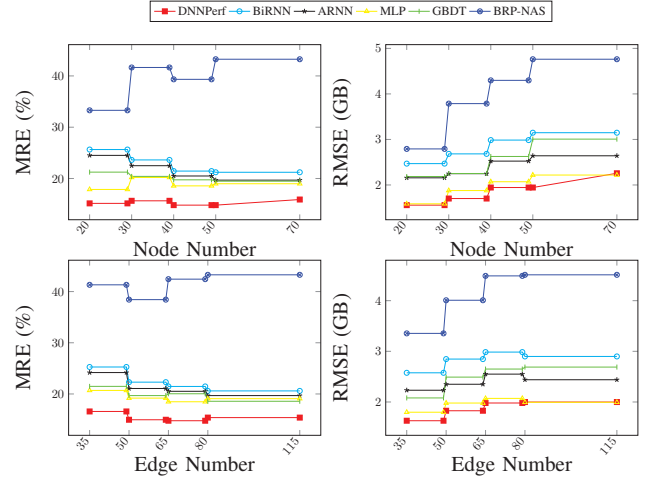 DNNPerf BiRNN ARNN MLP GBDT BRP-NAS
MRE (%)
40
30
20
20 30 40 50 70
Node Number
RMSE (GB)
5
4
3
2
20 30 40 50 70
Node Number
MRE (%)
40
30
20
35 50 65 80 115
Edge Number
RMSE (GB)
4
3
2
35 50 65 80 115
Edge Number